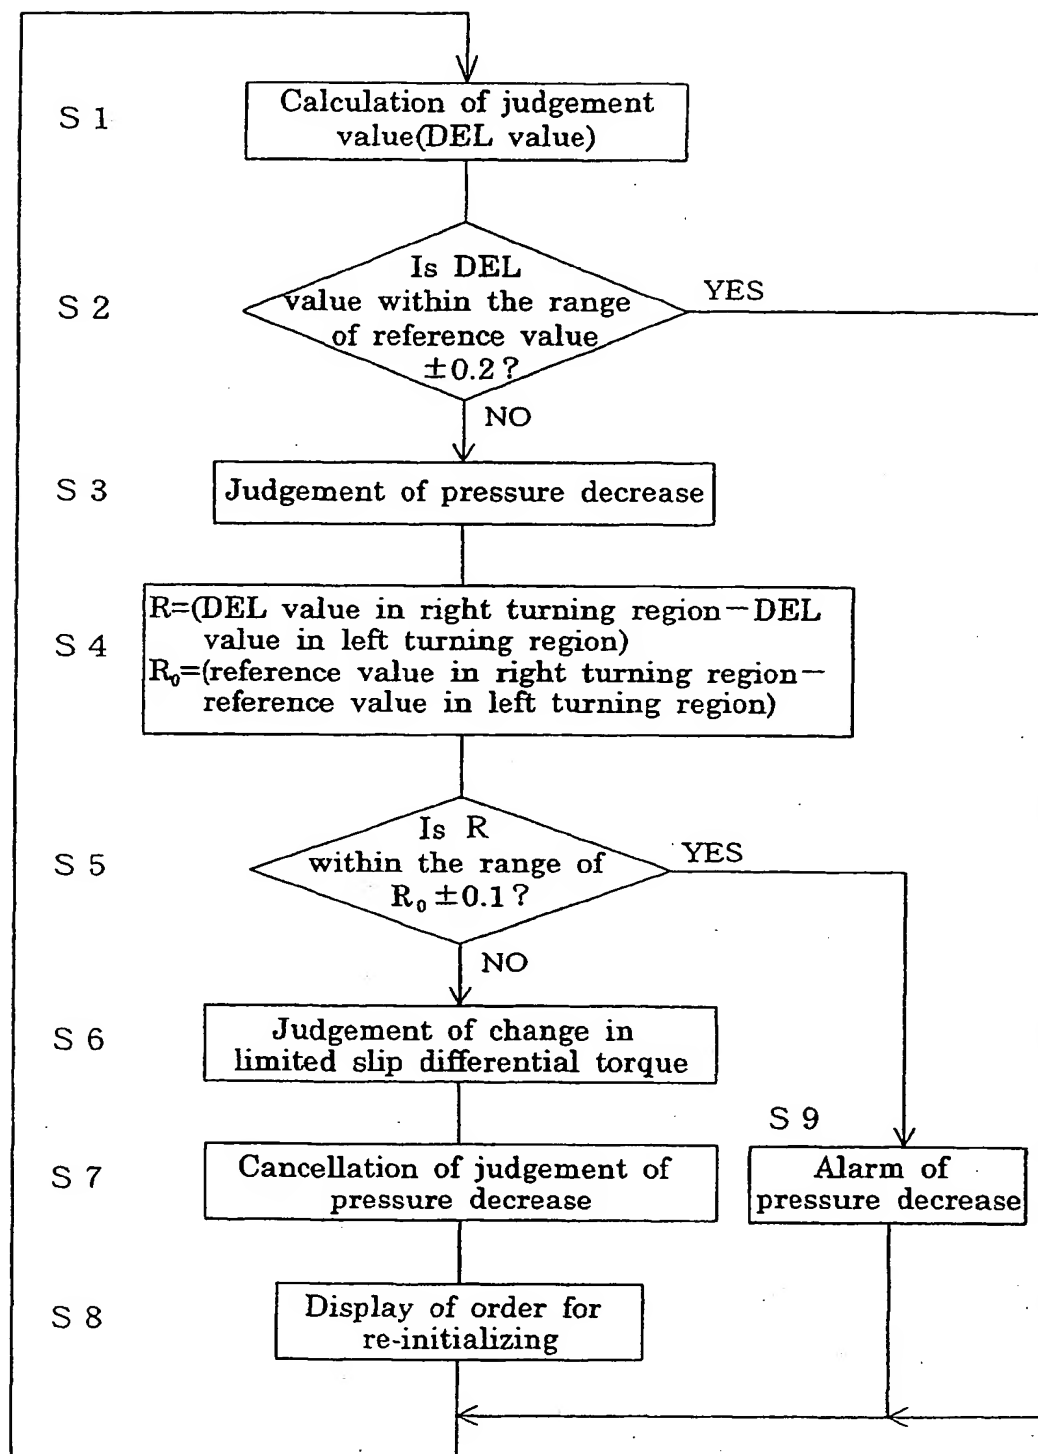 S 1
Calculation of judgement
value(DEL value)
S 2
Is DEL
value within the range
of reference value
±0.2?
YES
NO
S 3
Judgement of pressure decrease
S 4
R=(DEL value in right turning region−DEL
value in left turning region)
R₀=(reference value in right turning region−
reference value in left turning region)
S 5
Is R
within the range of
R₀ ±0.1?
YES
NO
S 6
Judgement of change in
limited slip differential torque
S 7
Cancellation of judgement of
pressure decrease
S 9
Alarm of
pressure decrease
S 8
Display of order for
re-initializing